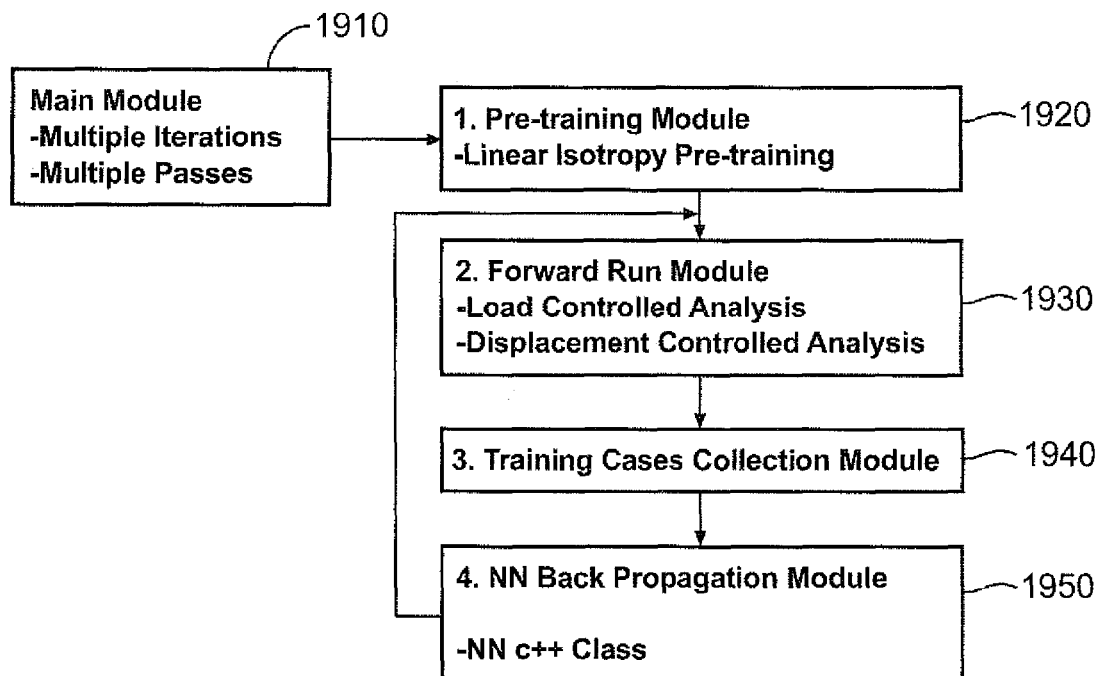 1910
Main Module
-Multiple Iterations
-Multiple Passes
1. Pre-training Module
-Linear Isotropy Pre-training
1920
2. Forward Run Module
-Load Controlled Analysis
-Displacement Controlled Analysis
1930
3. Training Cases Collection Module
1940
4. NN Back Propagation Module
-NN c++ Class
1950